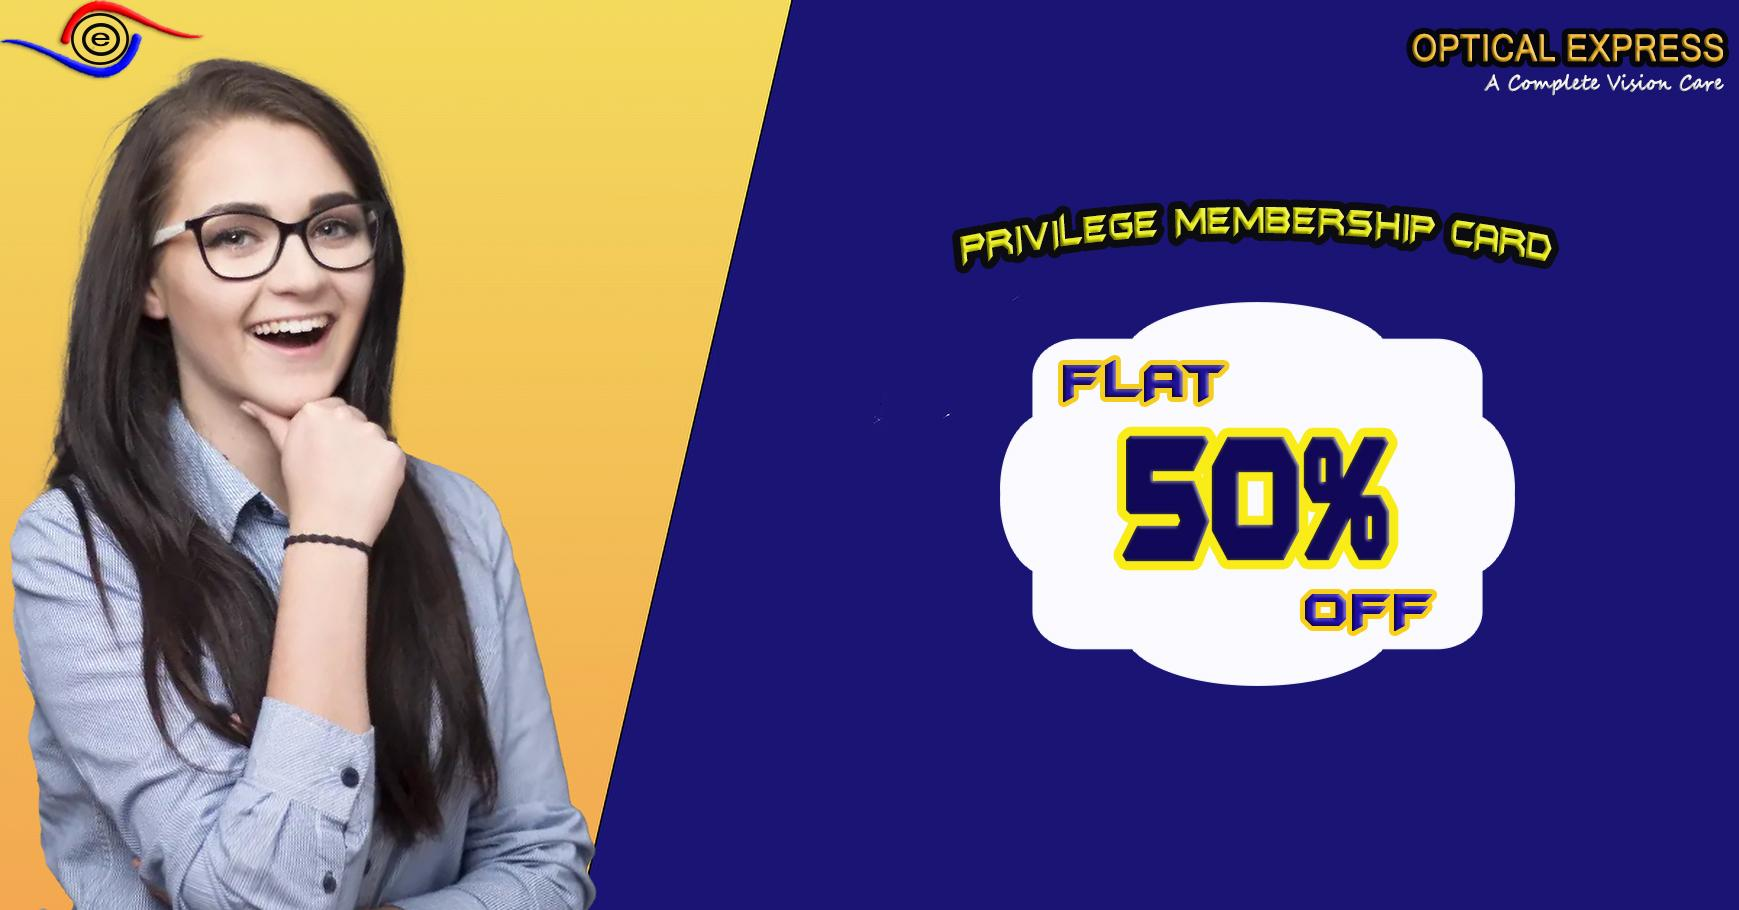 e
OPTICAL EXPRESS
A Complete Vision Care
PRIVILEGE MEMBERSHIP CARD
FLAT
50%
OFF